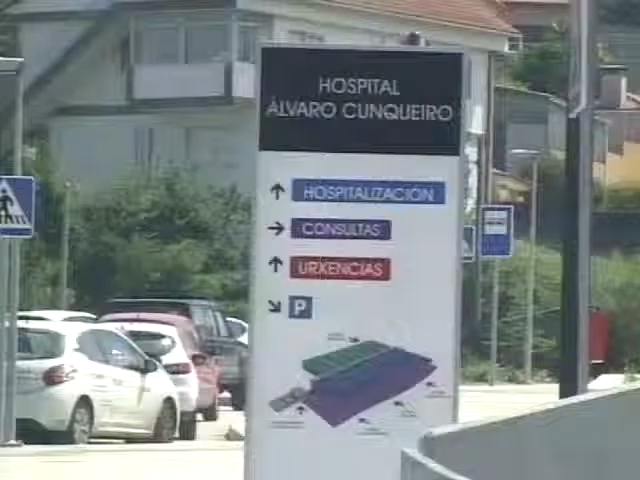 HOSPITAL
ÁLVARO CUNQUEIRO
HOSPITALIZACIÓN
CONSULTAS
URXENCIAS
P